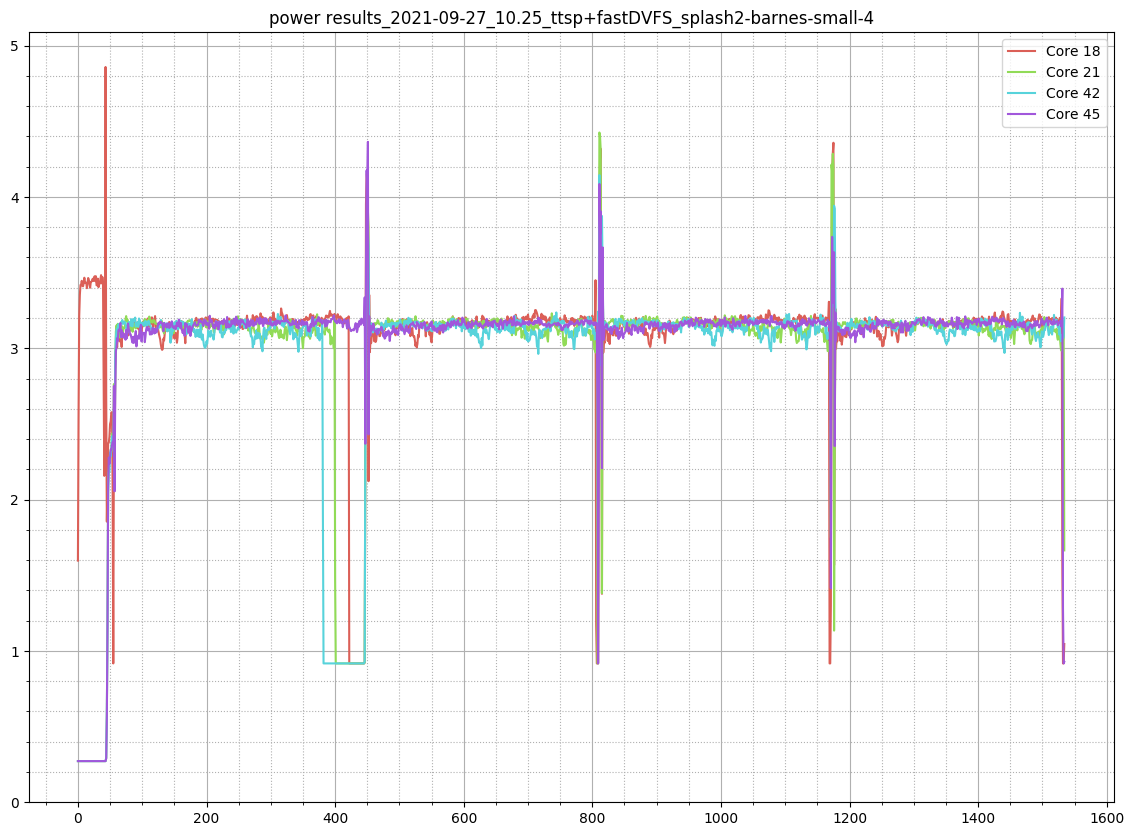 power results_2021-09-27_10.25_ttsp+fastDVFS_splash2-barnes-small-4
Core 18
Core 21
Core 42
Core 45
5
4
3
2
1
0
0 200 400 600 800 1000 1200 1400 1600